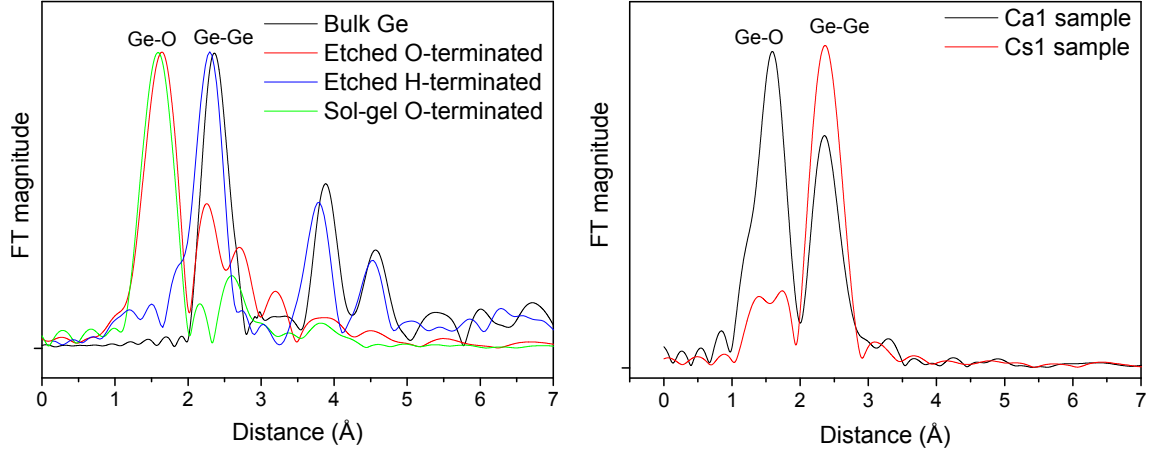 Ge-O
Ge-Ge
Bulk Ge
Etched O-terminated
Etched H-terminated
Sol-gel O-terminated
FT magnitude
0 1 2 3 4 5 6 7
Distance (Å)
Ge-O
Ge-Ge
Ca1 sample
Cs1 sample
FT magnitude
0 1 2 3 4 5 6 7
Distance (Å)